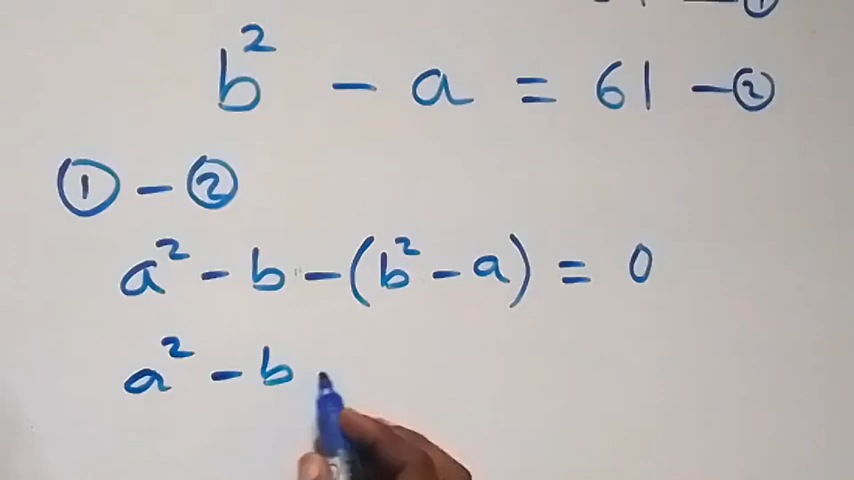 b² - a = 61 - ②
① - ②
a² - b - (b² - a) = 0
a² - b